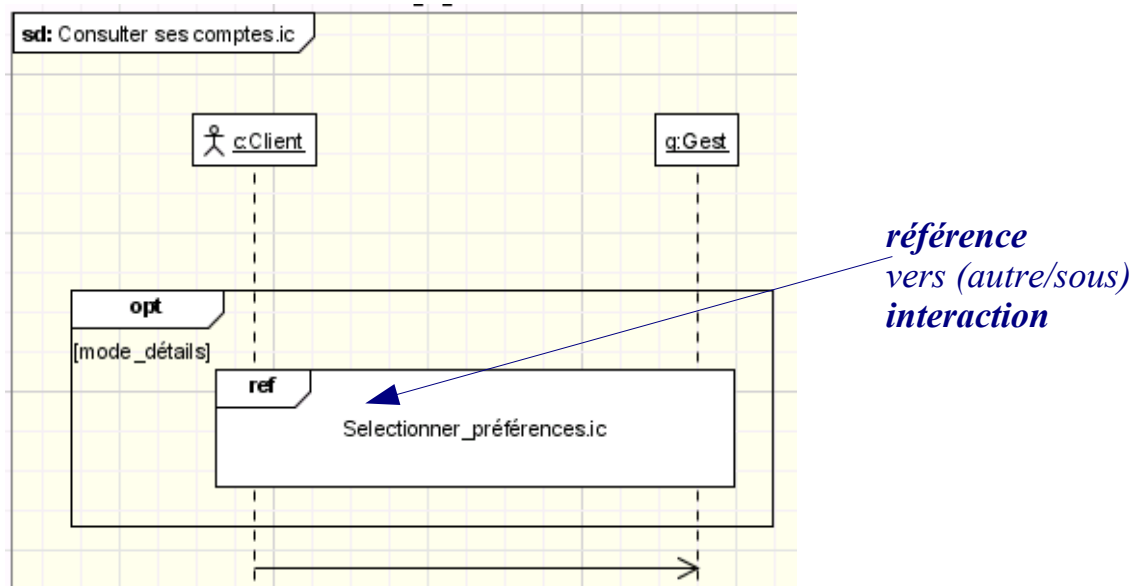 sd: Consulter ses comptes.ic
c:Client
g:Gest
référence
vers (autre/sous)
interaction
opt
[mode_détails]
ref
Selectionner_préférences.ic